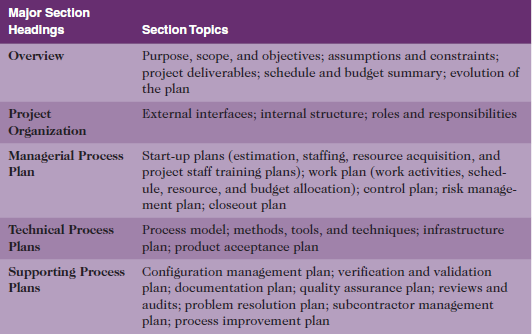 Major Section
Headings
Section Topics
Overview
Purpose, scope, and objectives; assumptions and constraints;
project deliverables; schedule and budget summary; evolution of
the plan
Project
Organization
External interfaces; internal structure; roles and responsibilities
Managerial Process
Plan
Start-up plans (estimation, staffing, resource acquisition, and
project staff training plans); work plan (work activities, sched-
ule, resource, and budget allocation); control plan; risk manage-
ment plan; closeout plan
Technical Process
Plans
Process model; methods, tools, and techniques; infrastructure
plan; product acceptance plan
Supporting Process
Plans
Configuration management plan; verification and validation
plan; documentation plan; quality assurance plan; reviews and
audits; problem resolution plan; subcontractor management
plan; process improvement plan